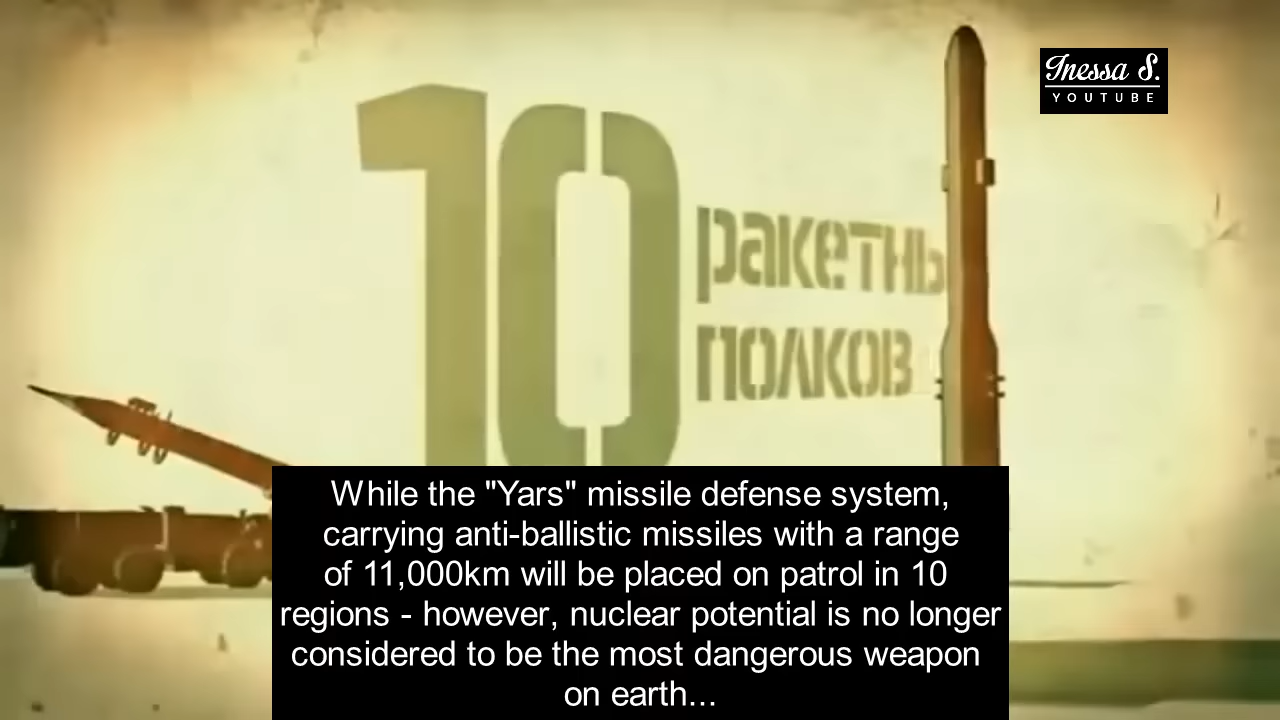 Inessa S.
YOUTUBE
10
ракетны
полков
While the "Yars" missile defense system,
carrying anti-ballistic missiles with a range
of 11,000km will be placed on patrol in 10
regions - however, nuclear potential is no longer
considered to be the most dangerous weapon
on earth...